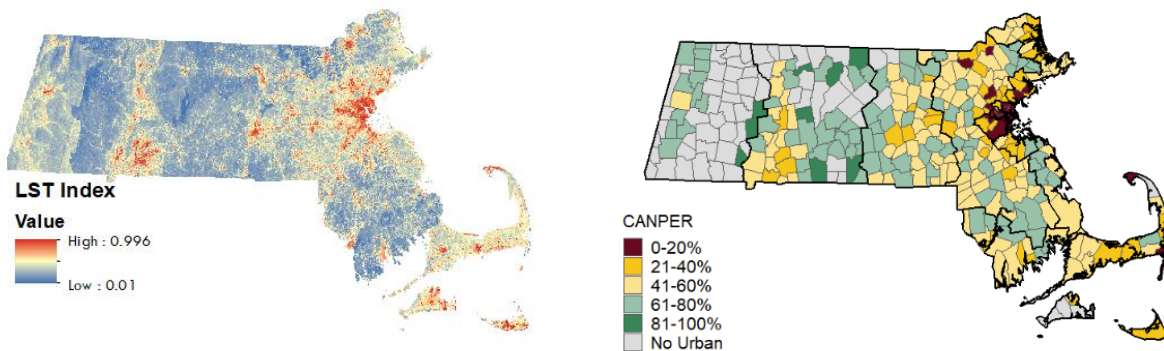 LST Index
Value
High : 0.996
Low : 0.01
CANPER
0-20%
21-40%
41-60%
61-80%
81-100%
No Urban